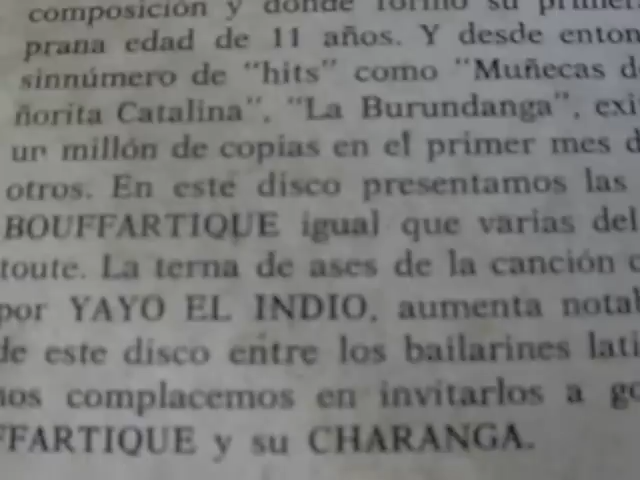 composición y donde formó su primer
prana edad de 11 años. Y desde enton
sinnúmero de "hits" como "Muñecas d
ñorita Catalina", "La Burundanga", exi
un millón de copias en el primer mes d
otros. En este disco presentamos las
BOUFFARTIQUE igual que varias del
toute. La terna de ases de la canción
por YAYO EL INDIO, aumenta notab
de este disco entre los bailarines lati
nos complacemos en invitarlos a go
FFARTIQUE y su CHARANGA.